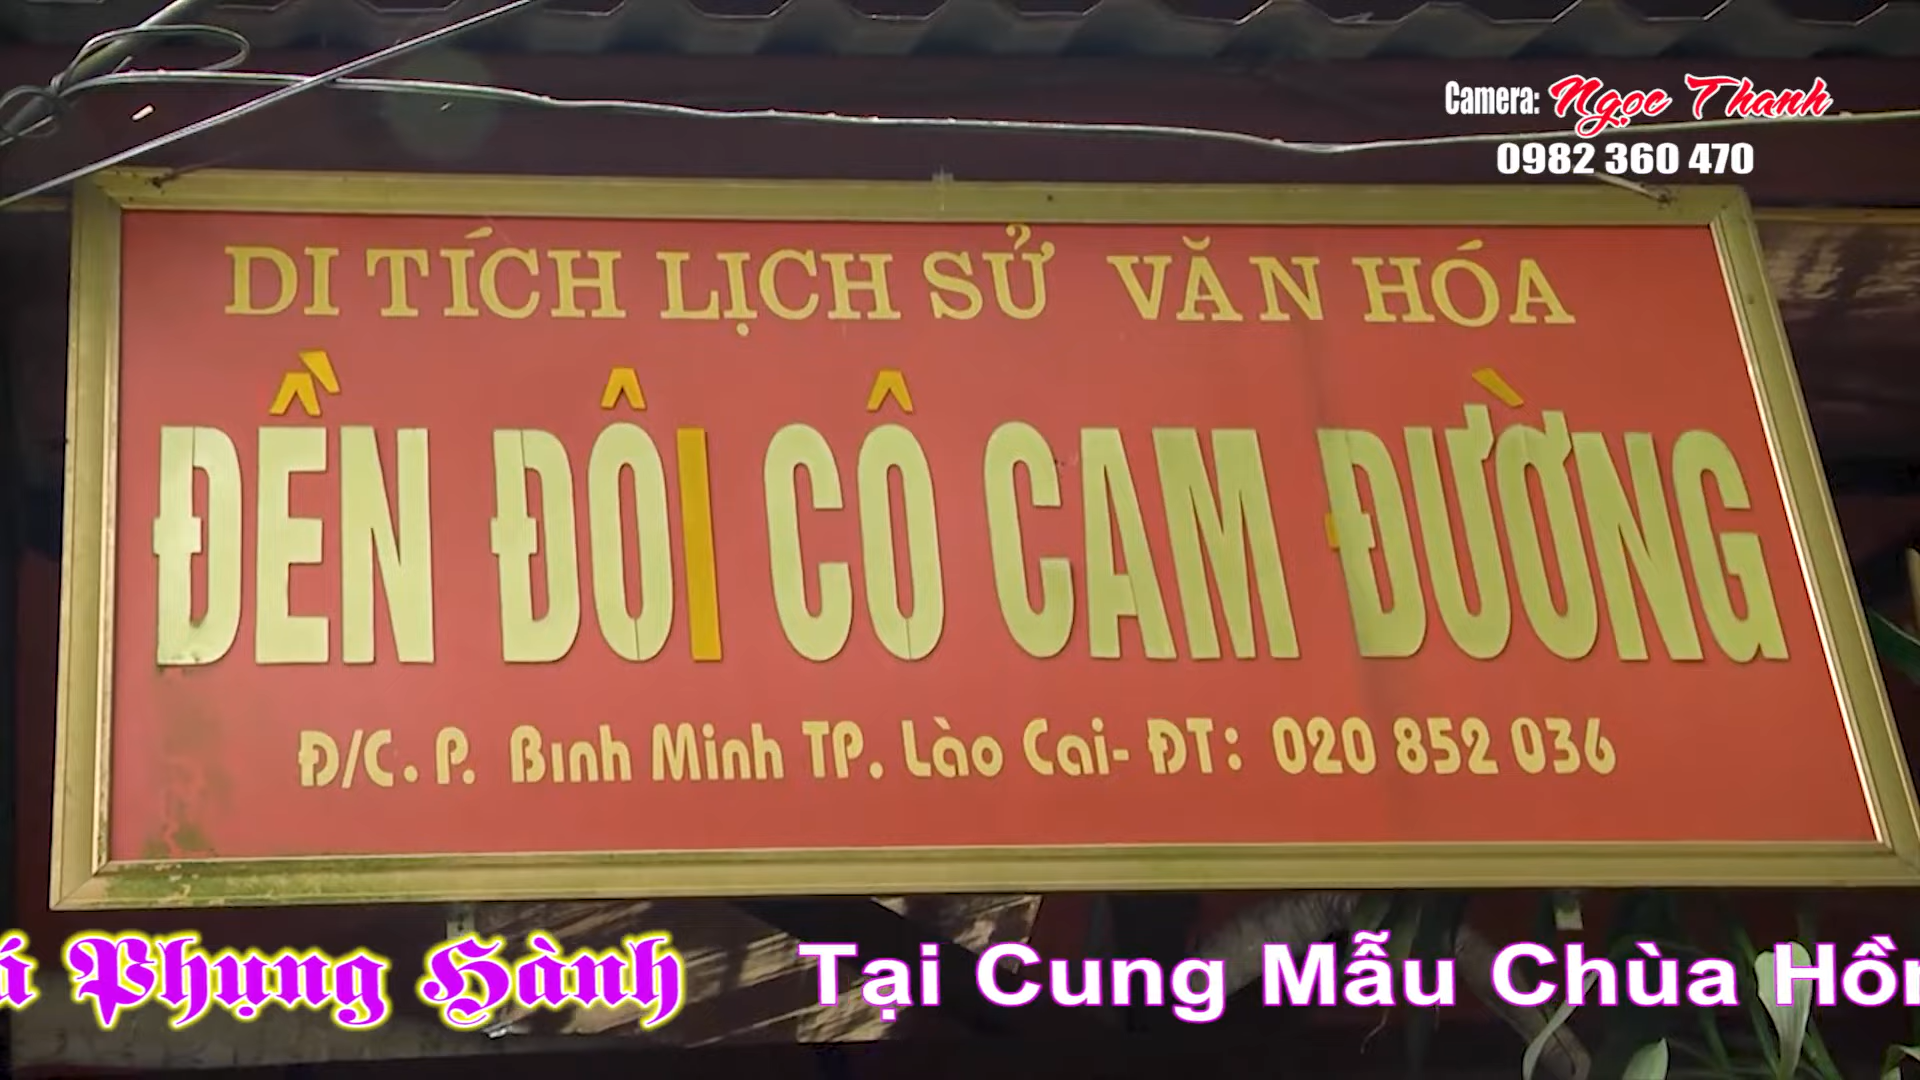 Camera: Ngọc Thanh
0982 360 470
DI TÍCH LỊCH SỬ VĂN HÓA
ĐỀN ĐÔI CÔ CAM ĐƯỜNG
Đ/C. P. Bình Minh TP. Lào Cai- ĐT: 020 852 036
Phụng Hành Tại Cung Mẫu Chùa